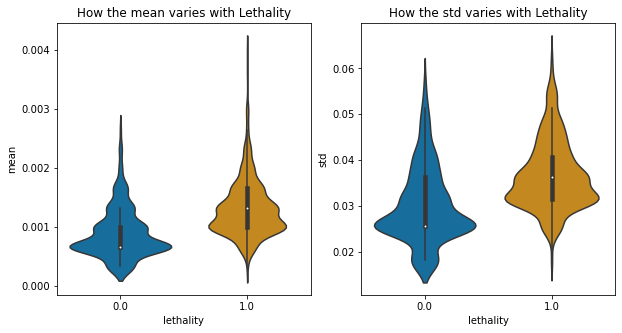 How the mean varies with Lethality
mean
0.004
0.003
0.002
0.001
0.000
0.0
1.0
lethality
How the std varies with Lethality
std
0.06
0.05
0.04
0.03
0.02
0.0
1.0
lethality